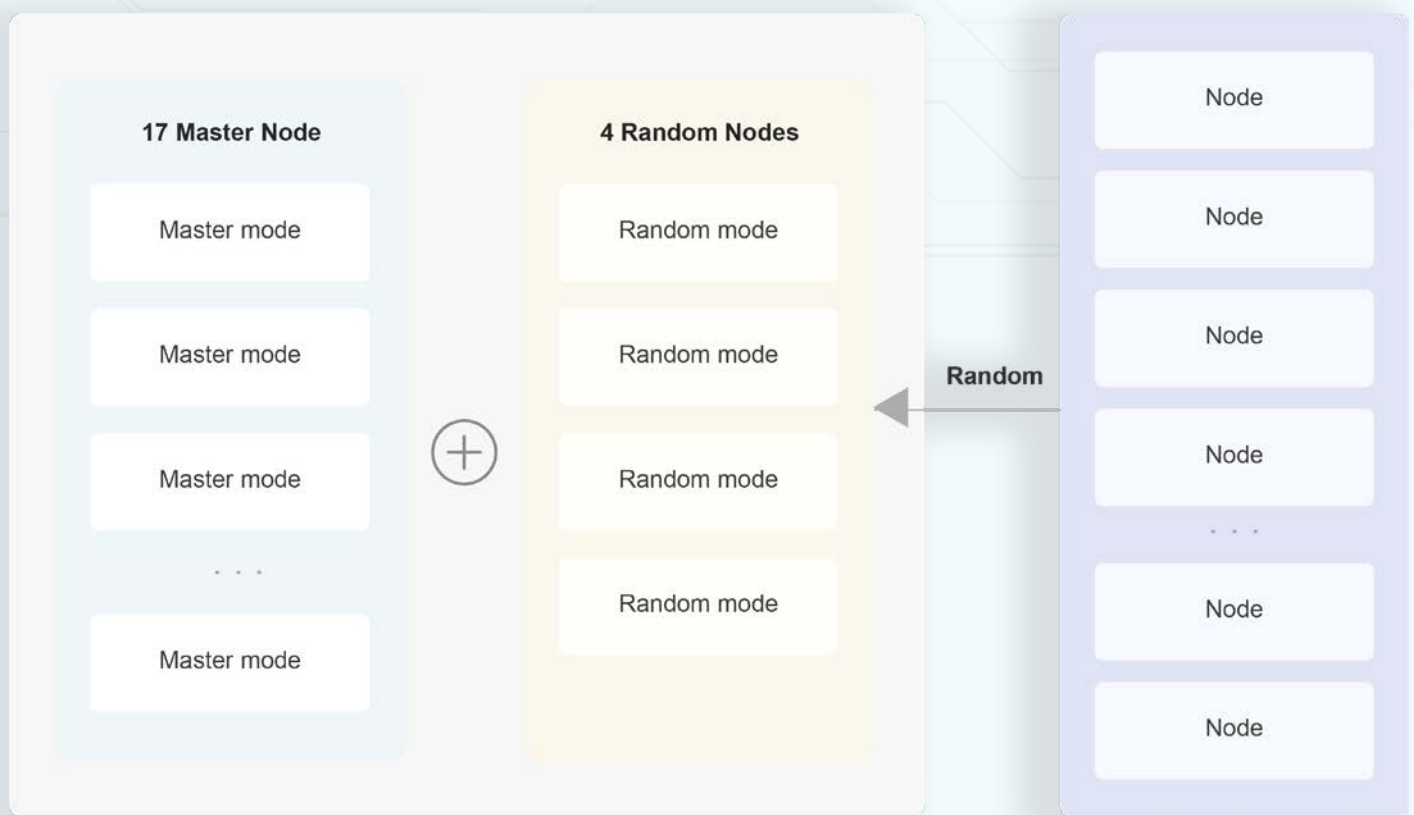 17 Master Node
Master mode
Master mode
Master mode
. . .
Master mode
4 Random Nodes
Random mode
Random mode
Random mode
Random mode
Random
Node
Node
Node
Node
. . .
Node
Node